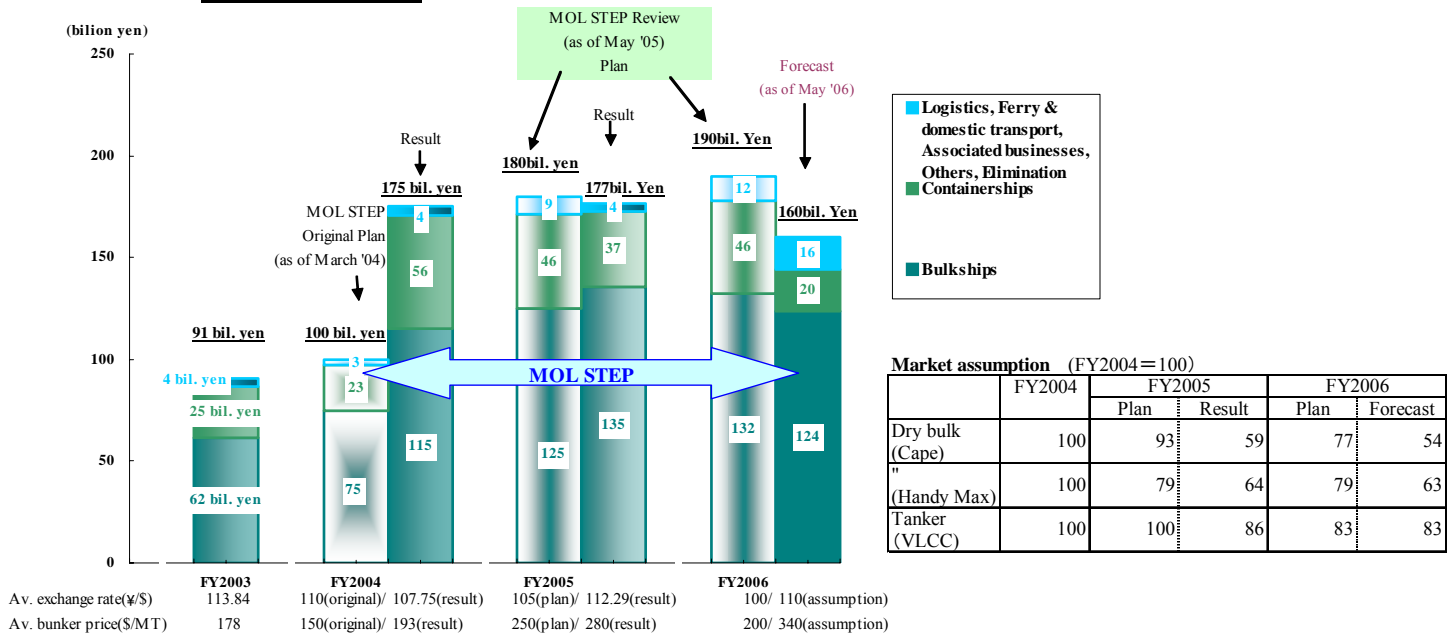 (bilion yen)
250
200
150
100
50
0
MOL STEP Review
(as of May '05)
Plan
Forecast
(as of May '06)
Result
Result
190bil. Yen
180bil. yen
175 bil. yen
177bil. Yen
160bil. Yen
MOL STEP
Original Plan
(as of March '04)
91 bil. yen
100 bil. yen
4 bil. yen
25 bil. yen
62 bil. yen
3
23
75
4
56
115
9
46
125
4
37
135
12
46
132
16
20
124
MOL STEP
Logistics, Ferry &
domestic transport,
Associated businesses,
Others, Elimination
Containerships
Bulkships
Market assumption (FY2004＝100)
FY2004 FY2005 FY2006
Plan Result Plan Forecast
Dry bulk
(Cape) 100 93 59 77 54
"
(Handy Max) 100 79 64 79 63
Tanker
(VLCC) 100 100 86 83 83
FY2003 FY2004 FY2005 FY2006
Av. exchange rate(¥/$) 113.84 110(original)/ 107.75(result) 105(plan)/ 112.29(result) 100/ 110(assumption)
Av. bunker price($/MT) 178 150(original)/ 193(result) 250(plan)/ 280(result) 200/ 340(assumption)